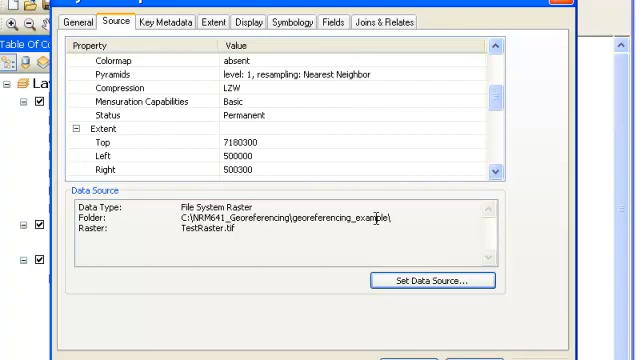 General Source Key Metadata Extent Display Symbology Fields Joins & Relates
Table Of Co
Property Value
Colormap absent
Pyramids level: 1, resampling: Nearest Neighbor
Compression LZW
Mensuration Capabilities Basic
Status Permanent
Extent
Top 7180300
Left 500000
Right 500300
Data Source
Data Type: File System Raster
Folder: C:\NRM641_Georeferencing\georeferencing_example\
Raster: TestRaster.tif
Set Data Source...